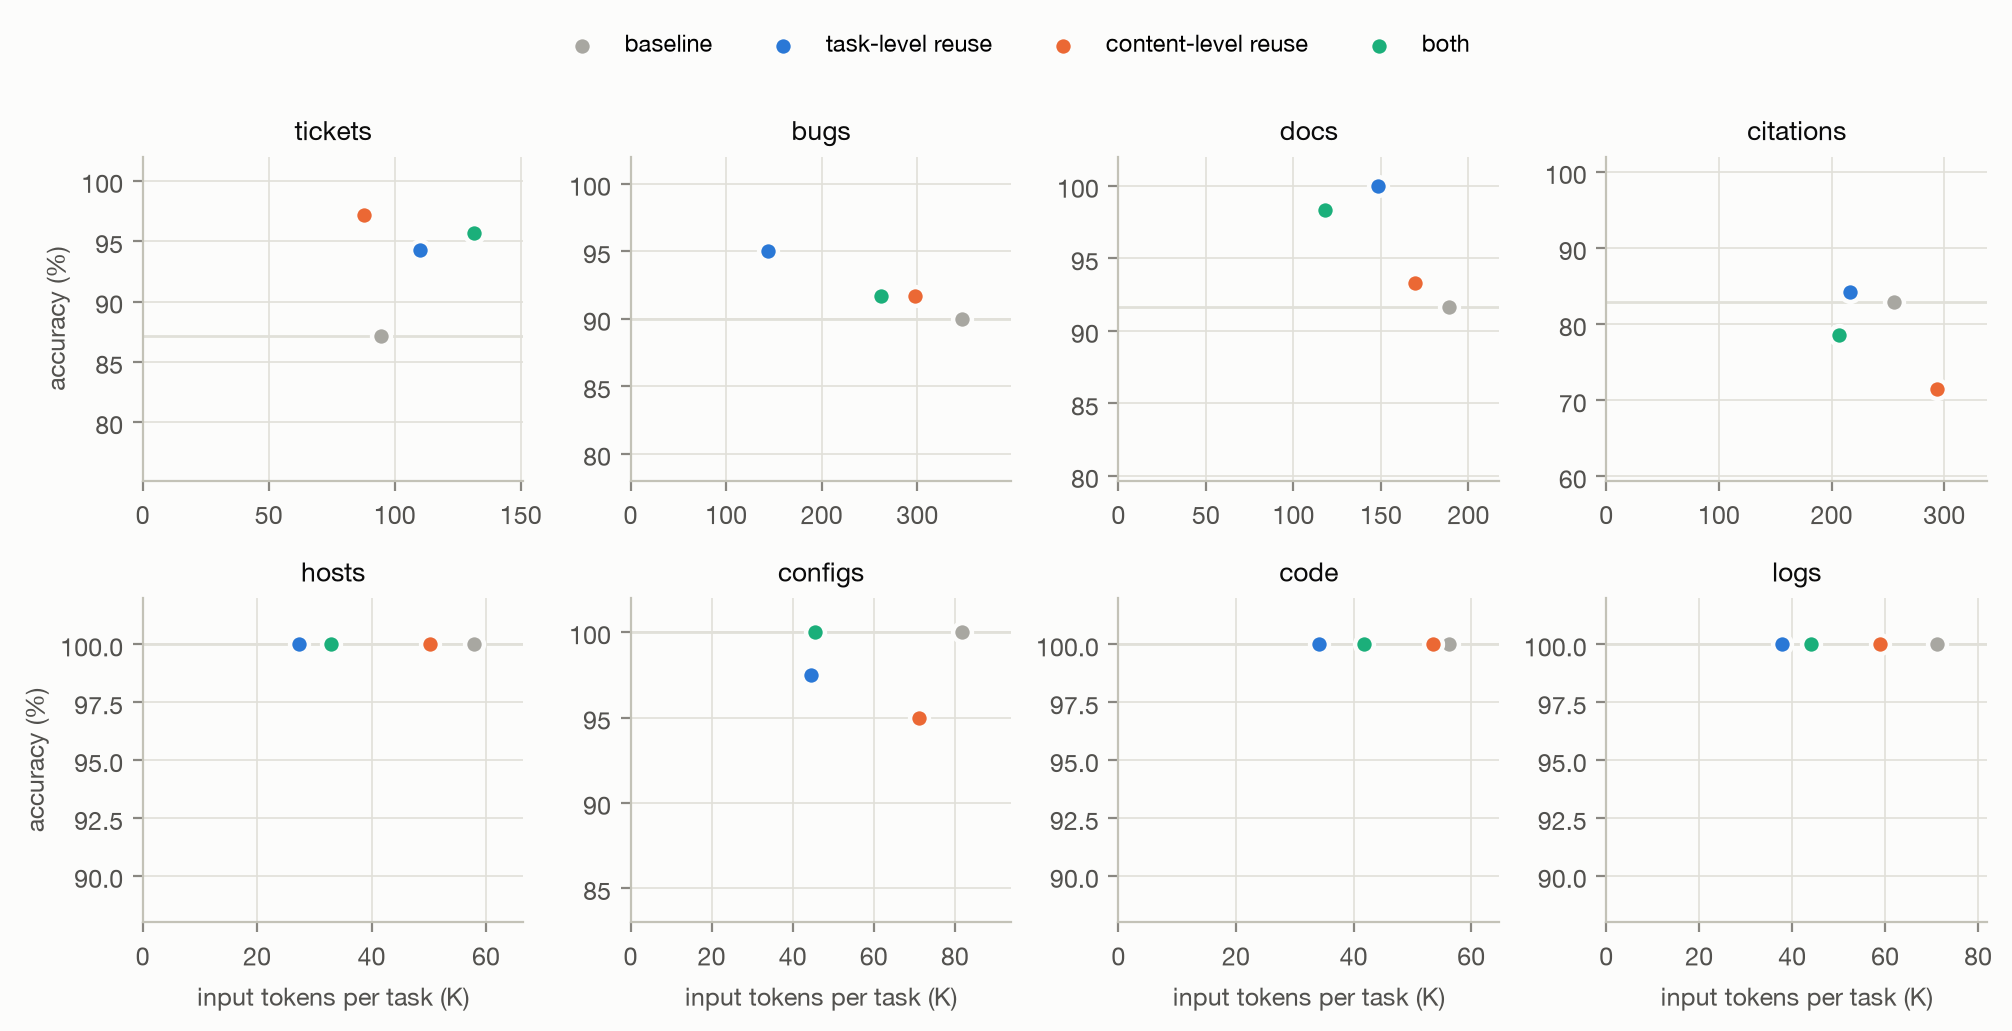 baseline task-level reuse content-level reuse both
tickets bugs docs citations
accuracy (%)
100
95
90
85
80
0 50 100 150
100
95
90
85
80
0 100 200 300
100
95
90
85
80
0 50 100 150 200
100
90
80
70
60
0 100 200 300
hosts configs code logs
accuracy (%)
100.0
97.5
95.0
92.5
90.0
0 20 40 60
input tokens per task (K)
100
95
90
85
0 20 40 60 80
input tokens per task (K)
100.0
97.5
95.0
92.5
90.0
0 20 40 60
input tokens per task (K)
100.0
97.5
95.0
92.5
90.0
0 20 40 60 80
input tokens per task (K)